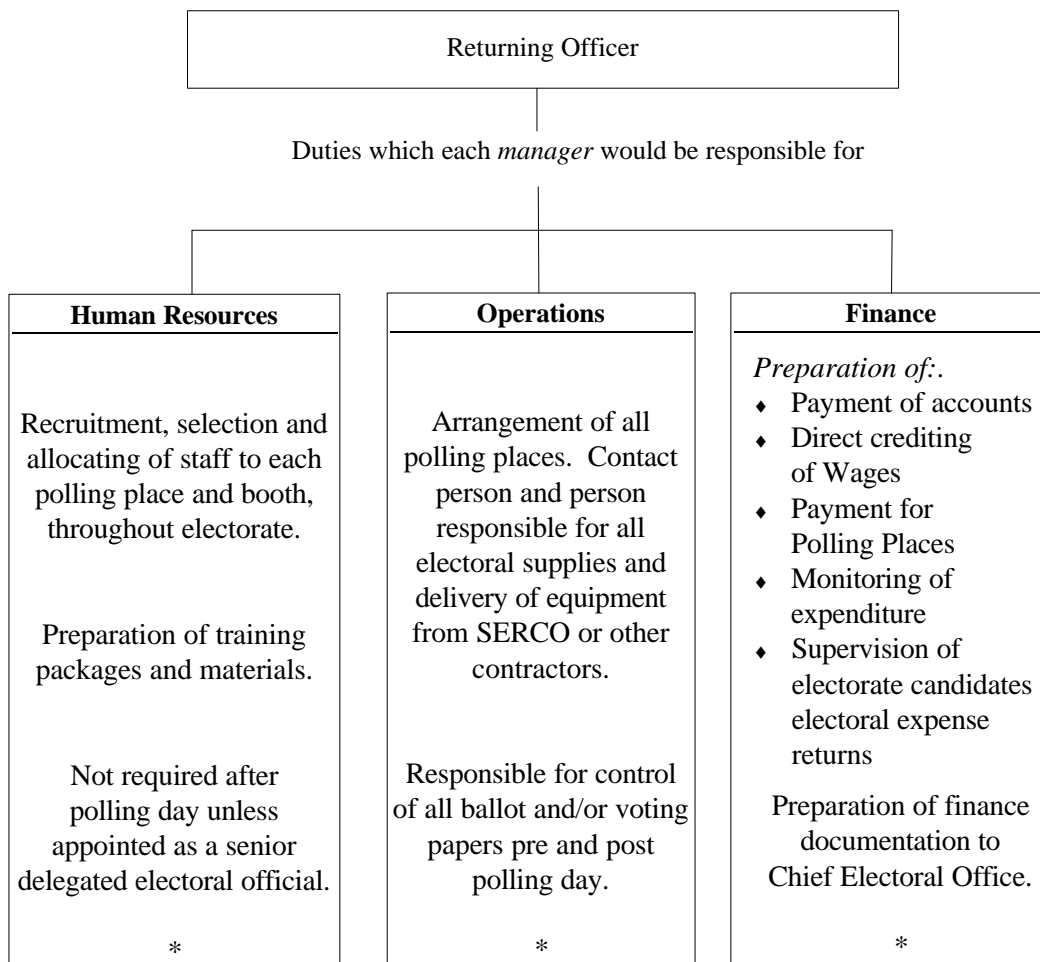 Returning Officer
Duties which each manager would be responsible for
Human Resources
Recruitment, selection and
allocating of staff to each
polling place and booth,
throughout electorate.
Preparation of training
packages and materials.
Not required after
polling day unless
appointed as a senior
delegated electoral official.
*
Operations
Arrangement of all
polling places.  Contact
person and person
responsible for all
electoral supplies and
delivery of equipment
from SERCO or other
contractors.
Responsible for control
of all ballot and/or voting
papers pre and post
polling day.
*
Finance
Preparation of:.
♦ Payment of accounts
♦ Direct crediting
of Wages
♦ Payment for
Polling Places
♦ Monitoring of
expenditure
♦ Supervision of
electorate candidates
electoral expense
returns
Preparation of finance
documentation to
Chief Electoral Office.
*